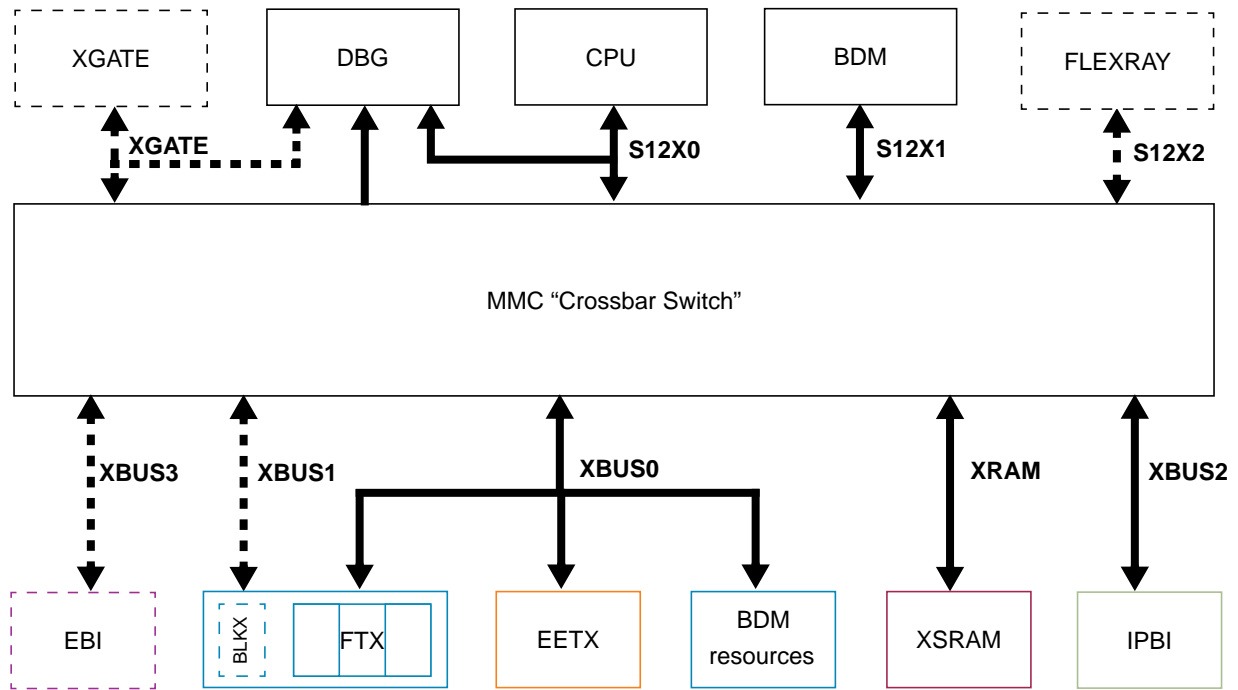 XGATE
DBG
CPU
BDM
FLEXRAY
XGATE
S12X0
S12X1
S12X2
MMC “Crossbar Switch”
XBUS3
XBUS1
XBUS0
XRAM
XBUS2
EBI
BLKX
FTX
EETX
BDM
resources
XSRAM
IPBI